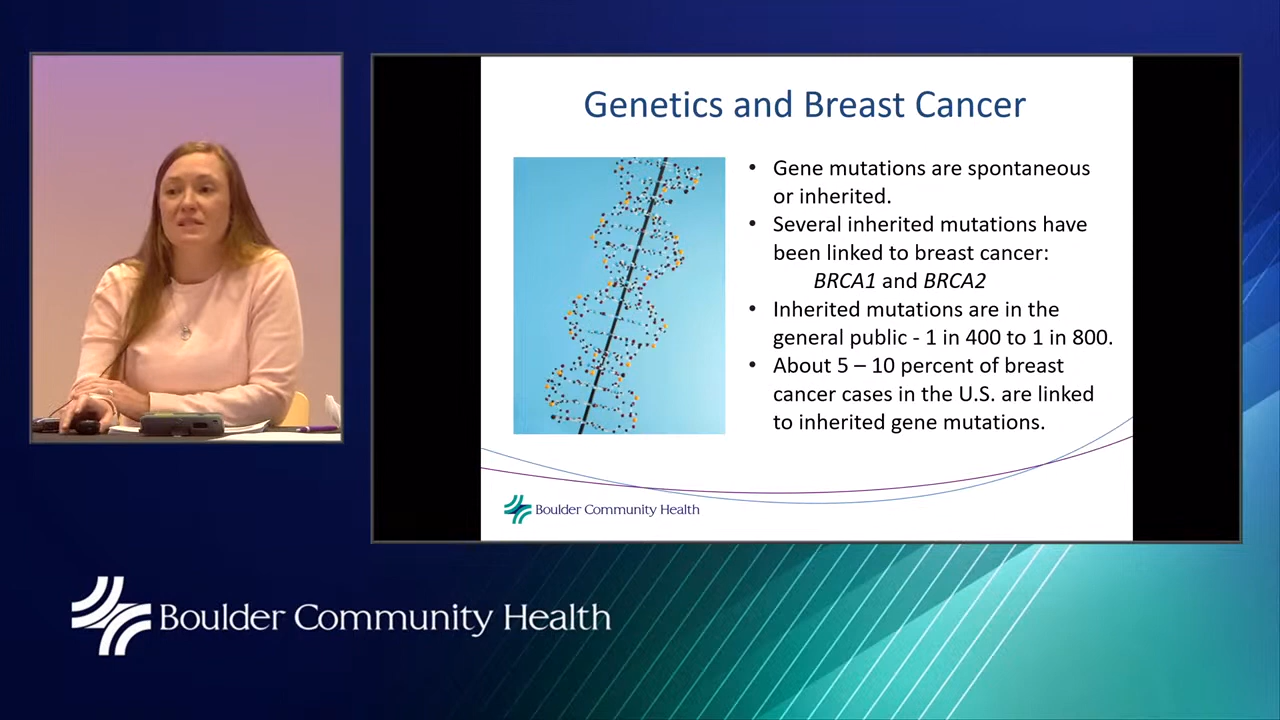 Genetics and Breast Cancer
• Gene mutations are spontaneous
or inherited.
• Several inherited mutations have
been linked to breast cancer:
BRCA1 and BRCA2
• Inherited mutations are in the
general public - 1 in 400 to 1 in 800.
• About 5 – 10 percent of breast
cancer cases in the U.S. are linked
to inherited gene mutations.
Boulder Community Health
Boulder Community Health